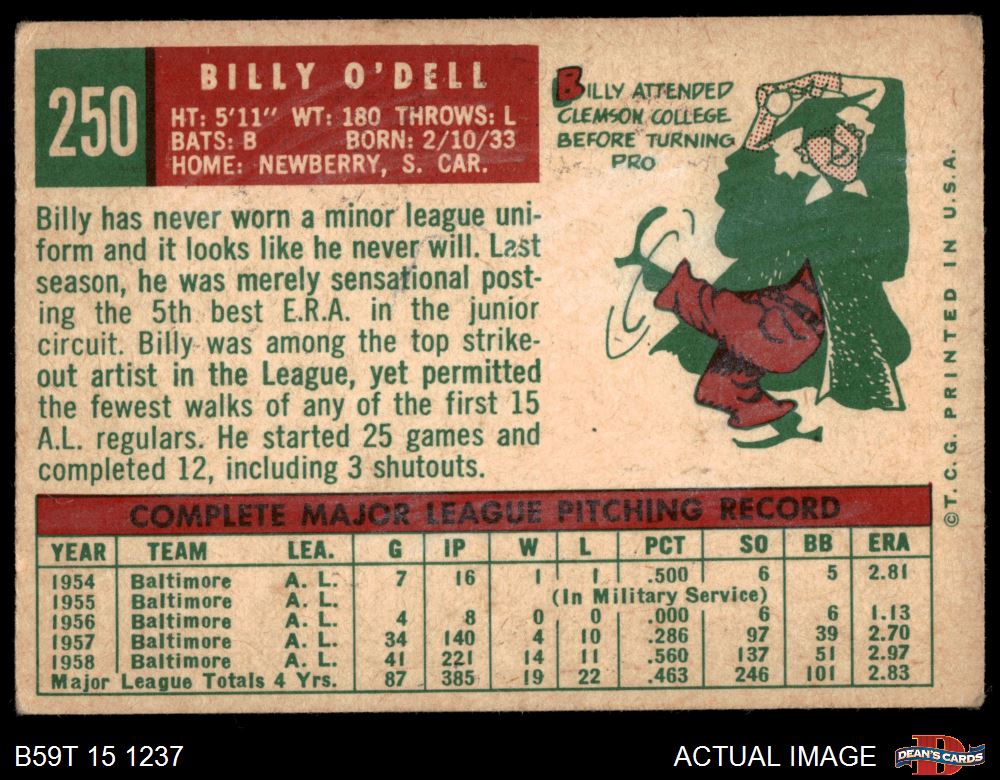 250
BILLY O'DELL
HT: 5'11" WT: 180 THROWS: L
BATS: B BORN: 2/10/33
HOME: NEWBERRY, S. CAR.
BILLY ATTENDED
CLEMSON COLLEGE
BEFORE TURNING
PRO
Billy has never worn a minor league uni-
form and it looks like he never will. Last
season, he was merely sensational post-
ing the 5th best E.R.A. in the junior
circuit. Billy was among the top strike-
out artist in the League, yet permitted
the fewest walks of any of the first 15
A.L. regulars. He started 25 games and
completed 12, including 3 shutouts.
©T.C.G. PRINTED IN U.S.A.
COMPLETE MAJOR LEAGUE PITCHING RECORD
YEAR TEAM LEA. G IP W L PCT SO BB ERA
1954 Baltimore A. L. 7 16 1 1 .500 6 5 2.81
1955 Baltimore A. L. (In Military Service)
1956 Baltimore A. L. 4 8 0 0 .000 6 6 1.13
1957 Baltimore A. L. 34 140 4 10 .286 97 39 2.70
1958 Baltimore A. L. 41 221 14 11 .560 137 51 2.97
Major League Totals 4 Yrs. 87 385 19 22 .463 246 101 2.83
B59T 15 1237
ACTUAL IMAGE
D
DEAN'S CARDS